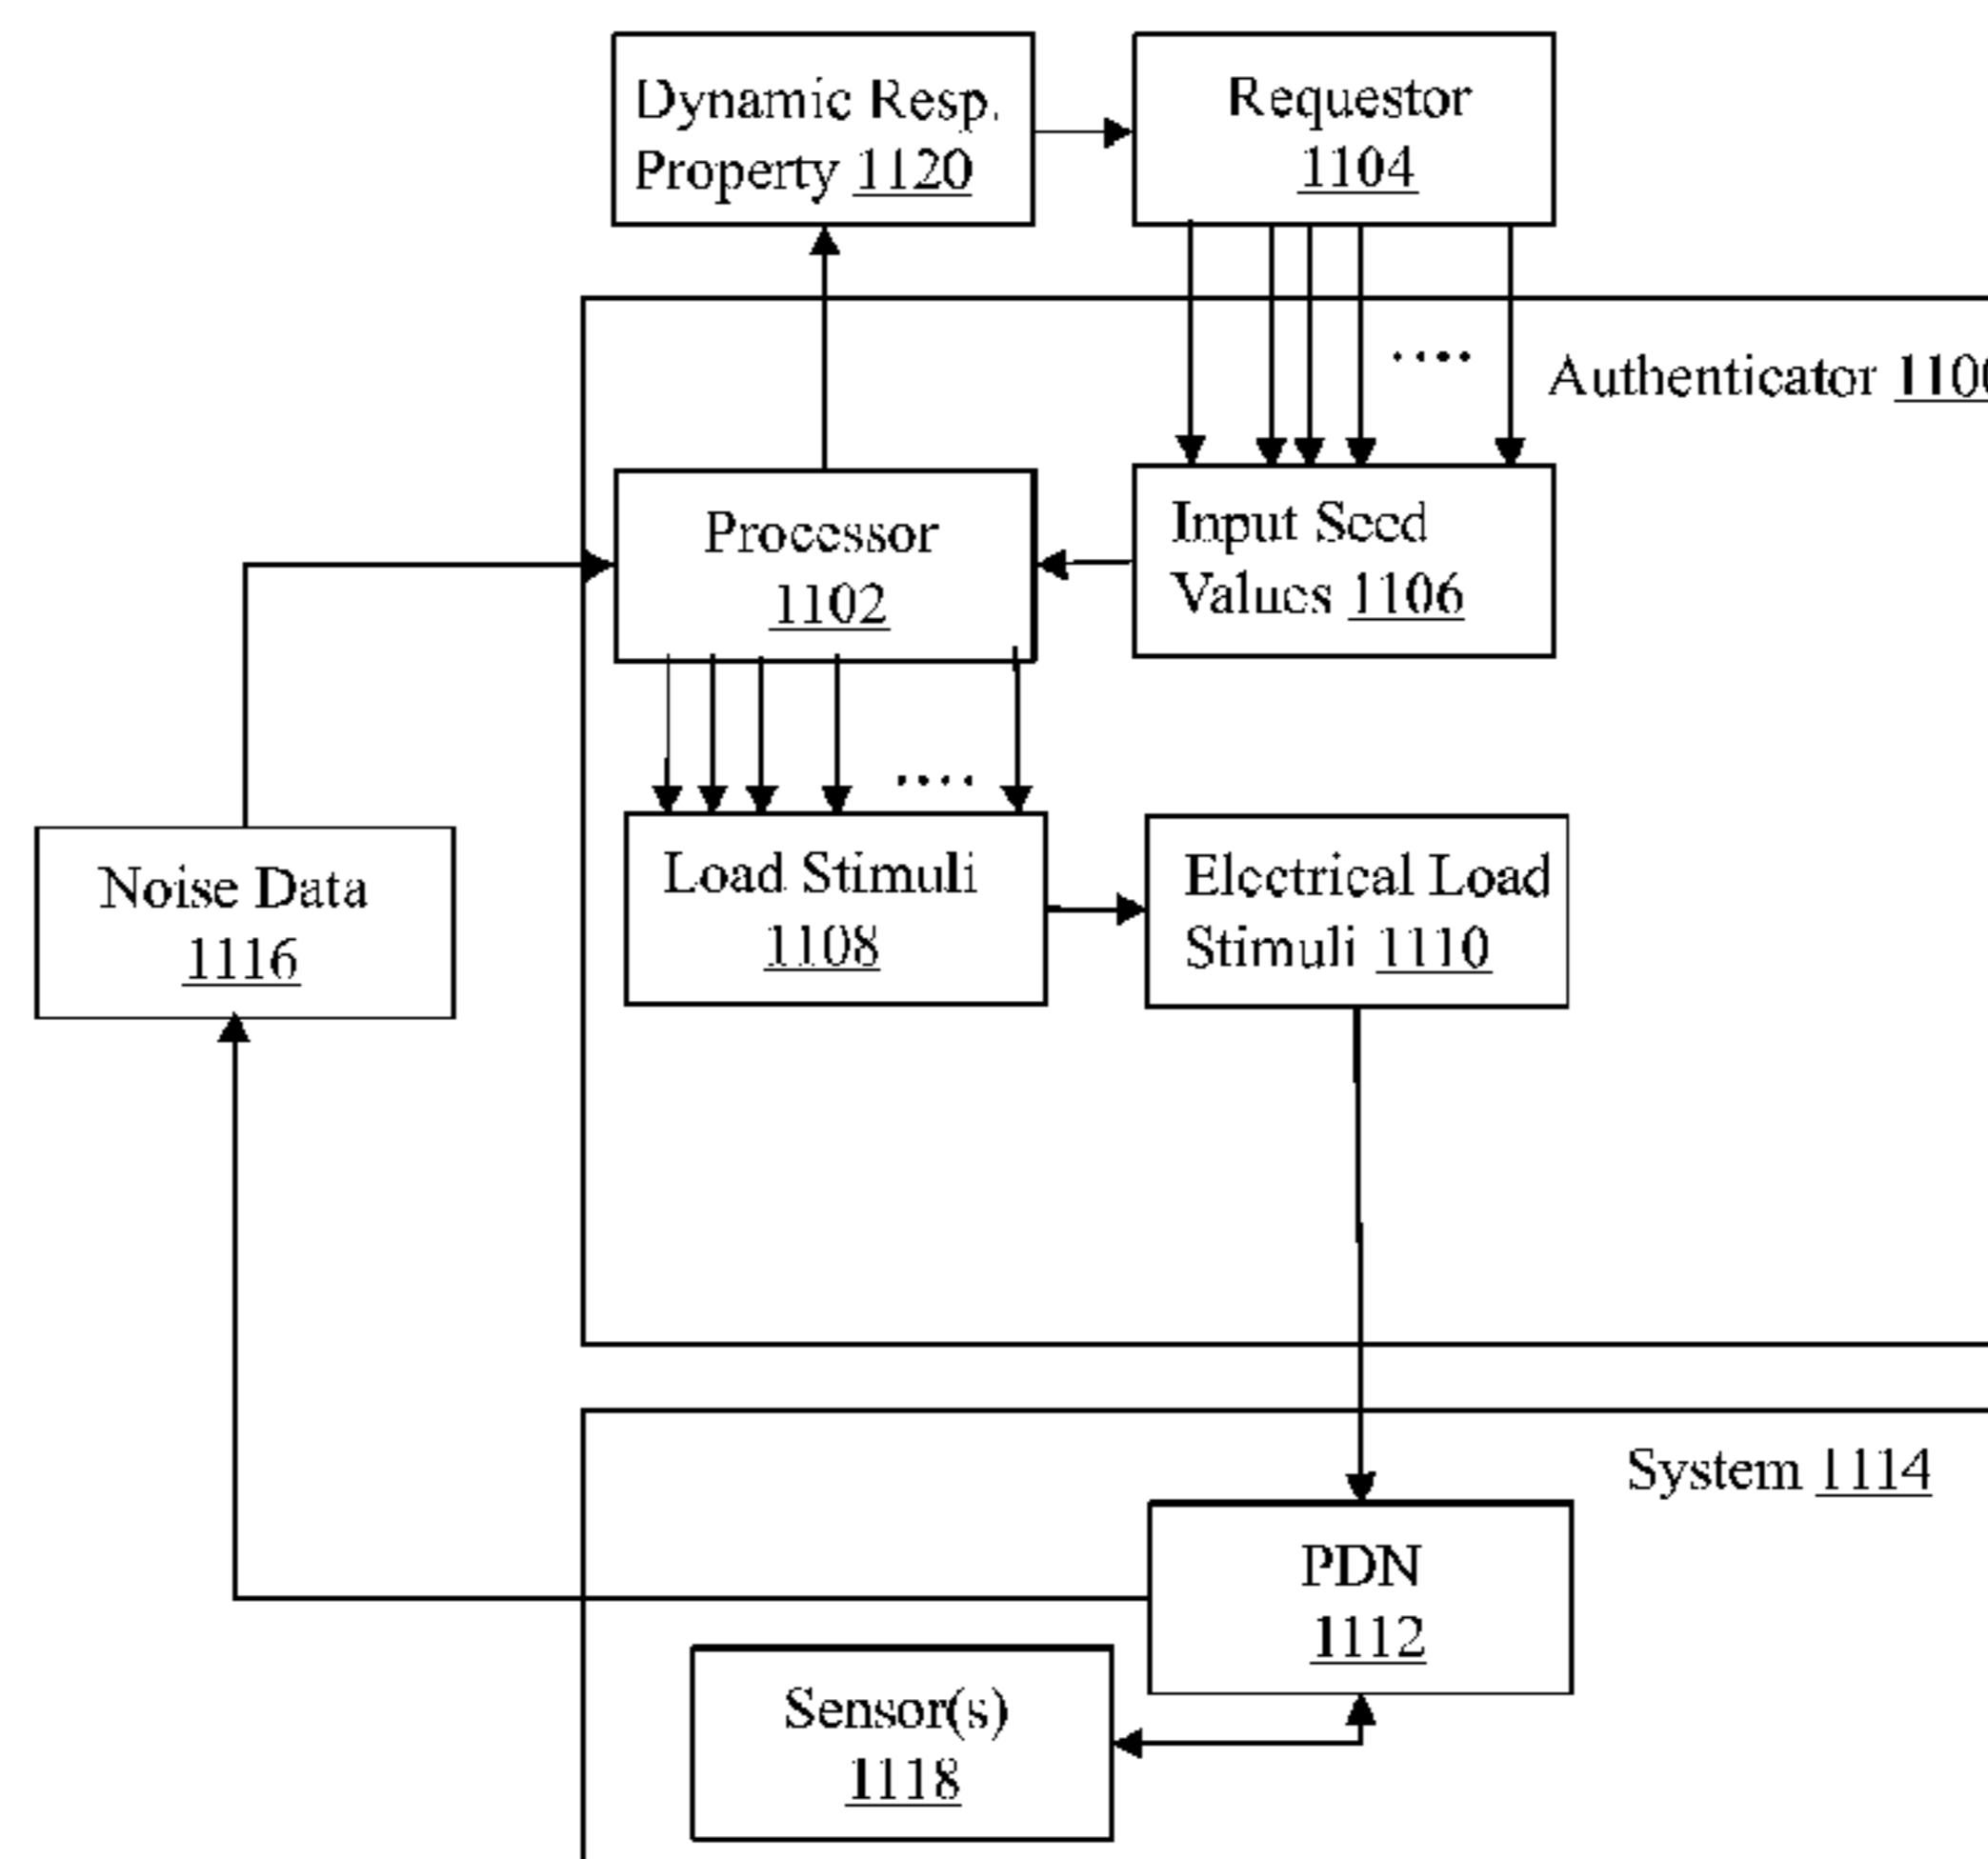 Dynamic Resp.
Property 1120
Requestor
1104
Authenticator 1100
Processor
1102
Input Seed
Values 1106
Noise Data
1116
Load Stimuli
1108
Electrical Load
Stimuli 1110
System 1114
PDN
1112
Sensor(s)
1118